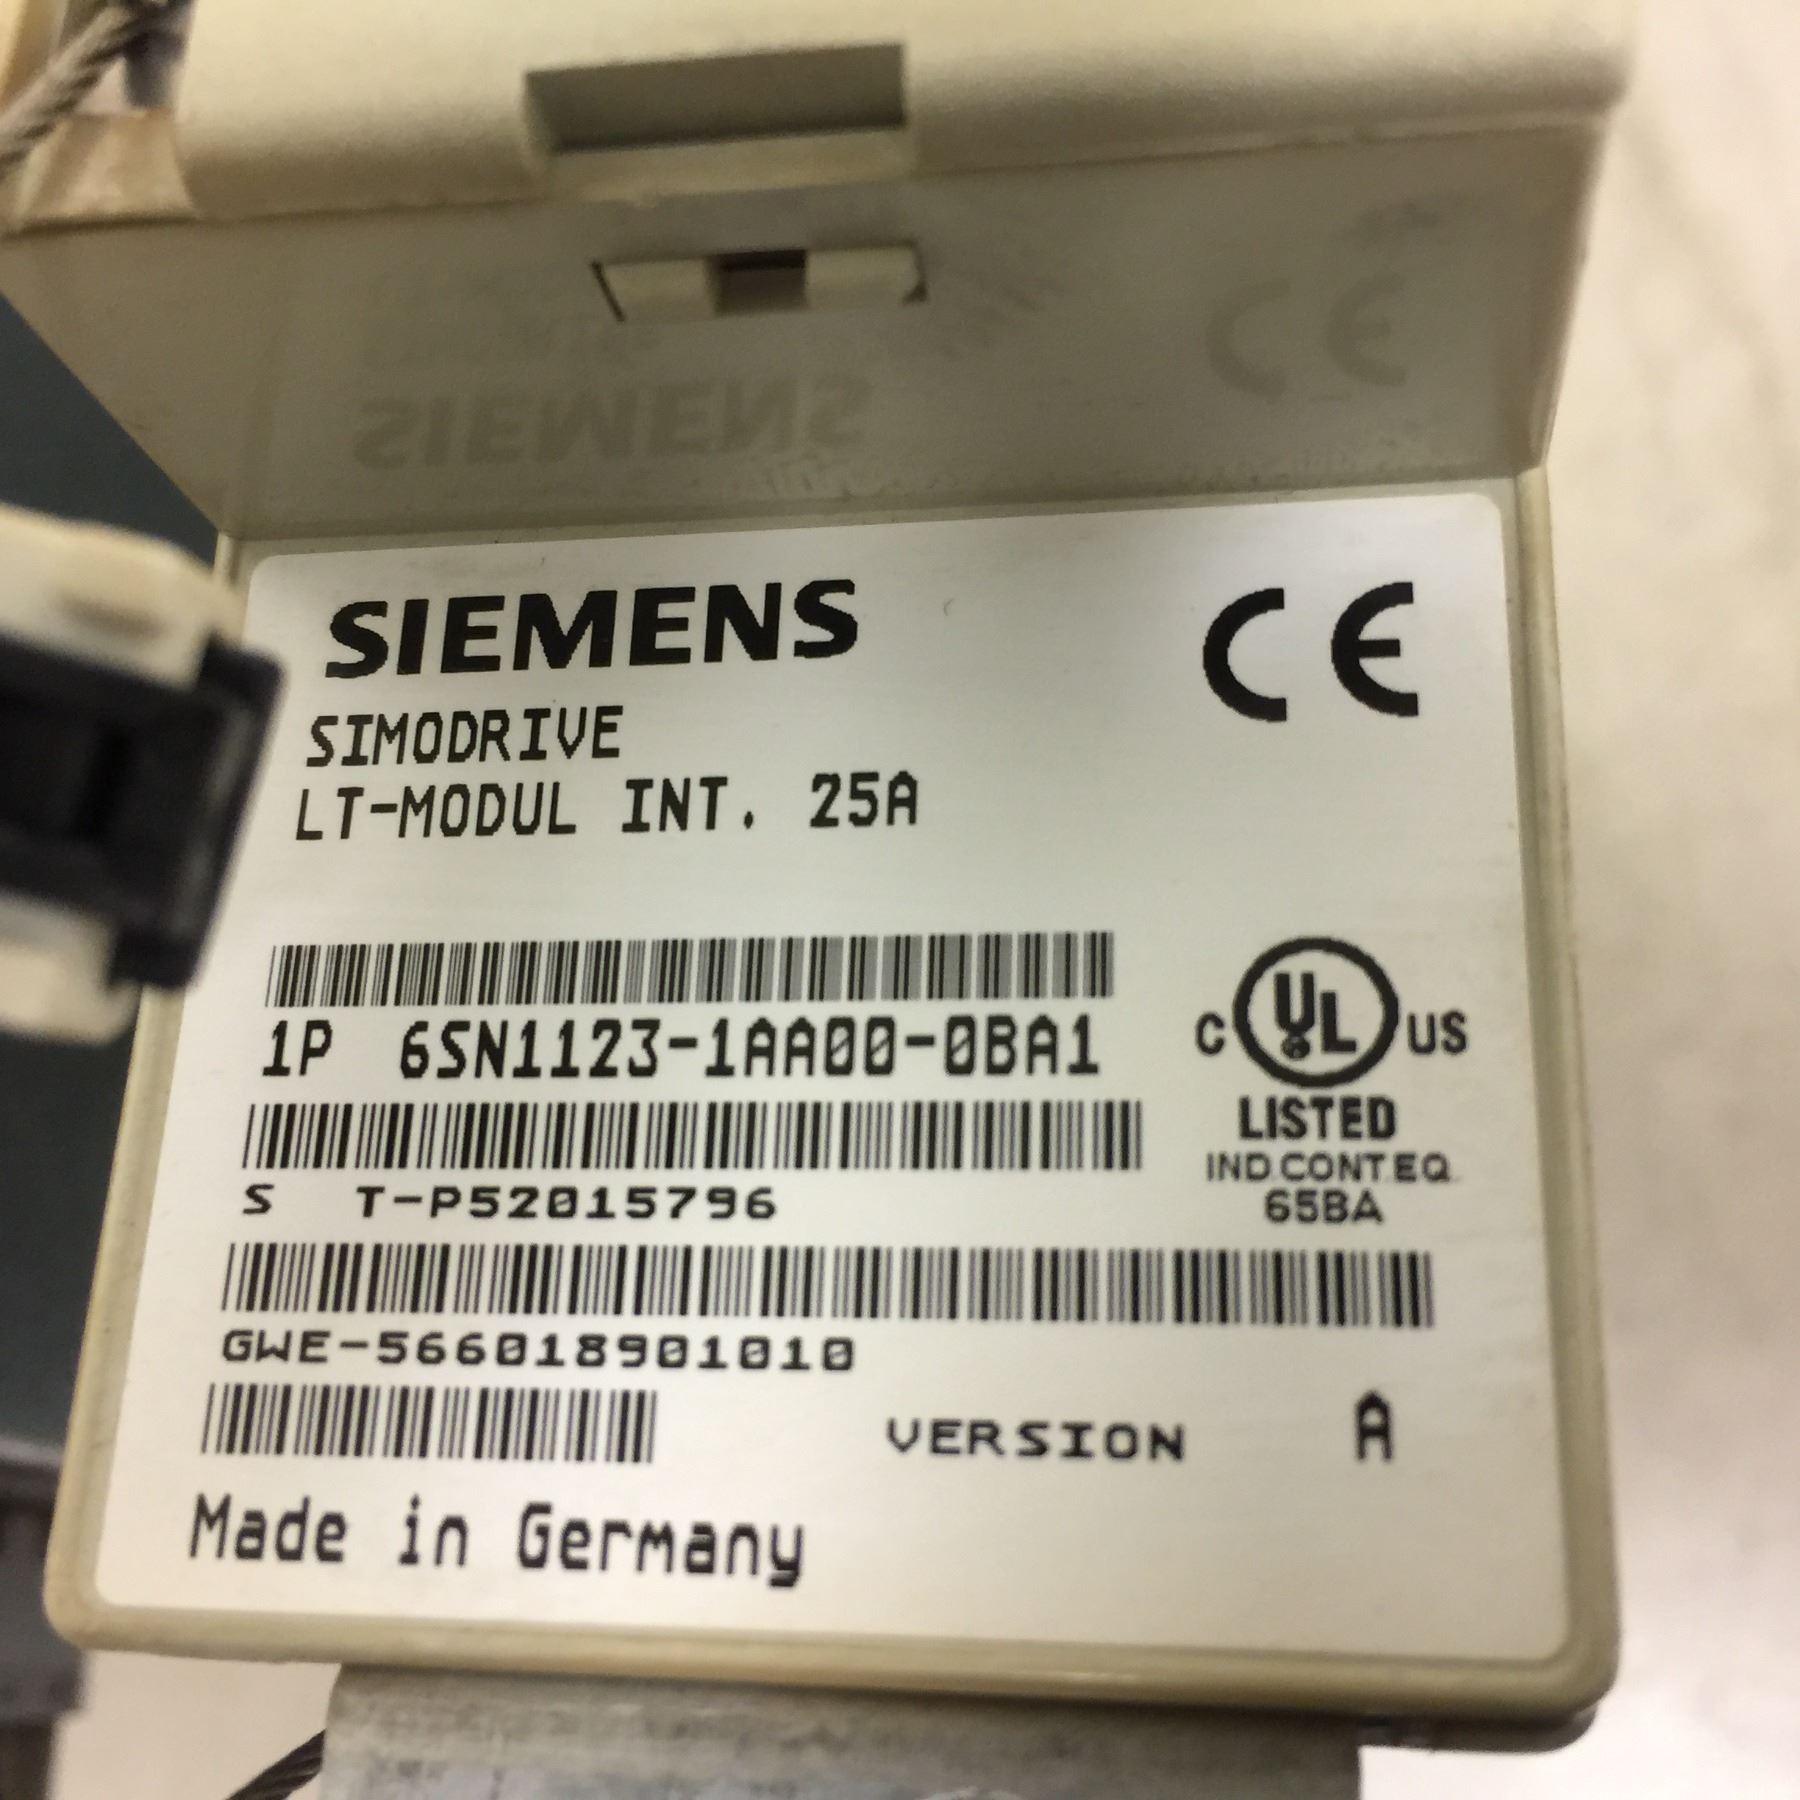 SIEMENS
CE
SIMODRIVE
LT-MODUL INT. 25A
1P 6SN1123-1AA00-0BA1
C UL US
LISTED
IND.CONT.EQ.
65BA
S T-P52015796
GWE-566018901010
VERSION A
Made in Germany